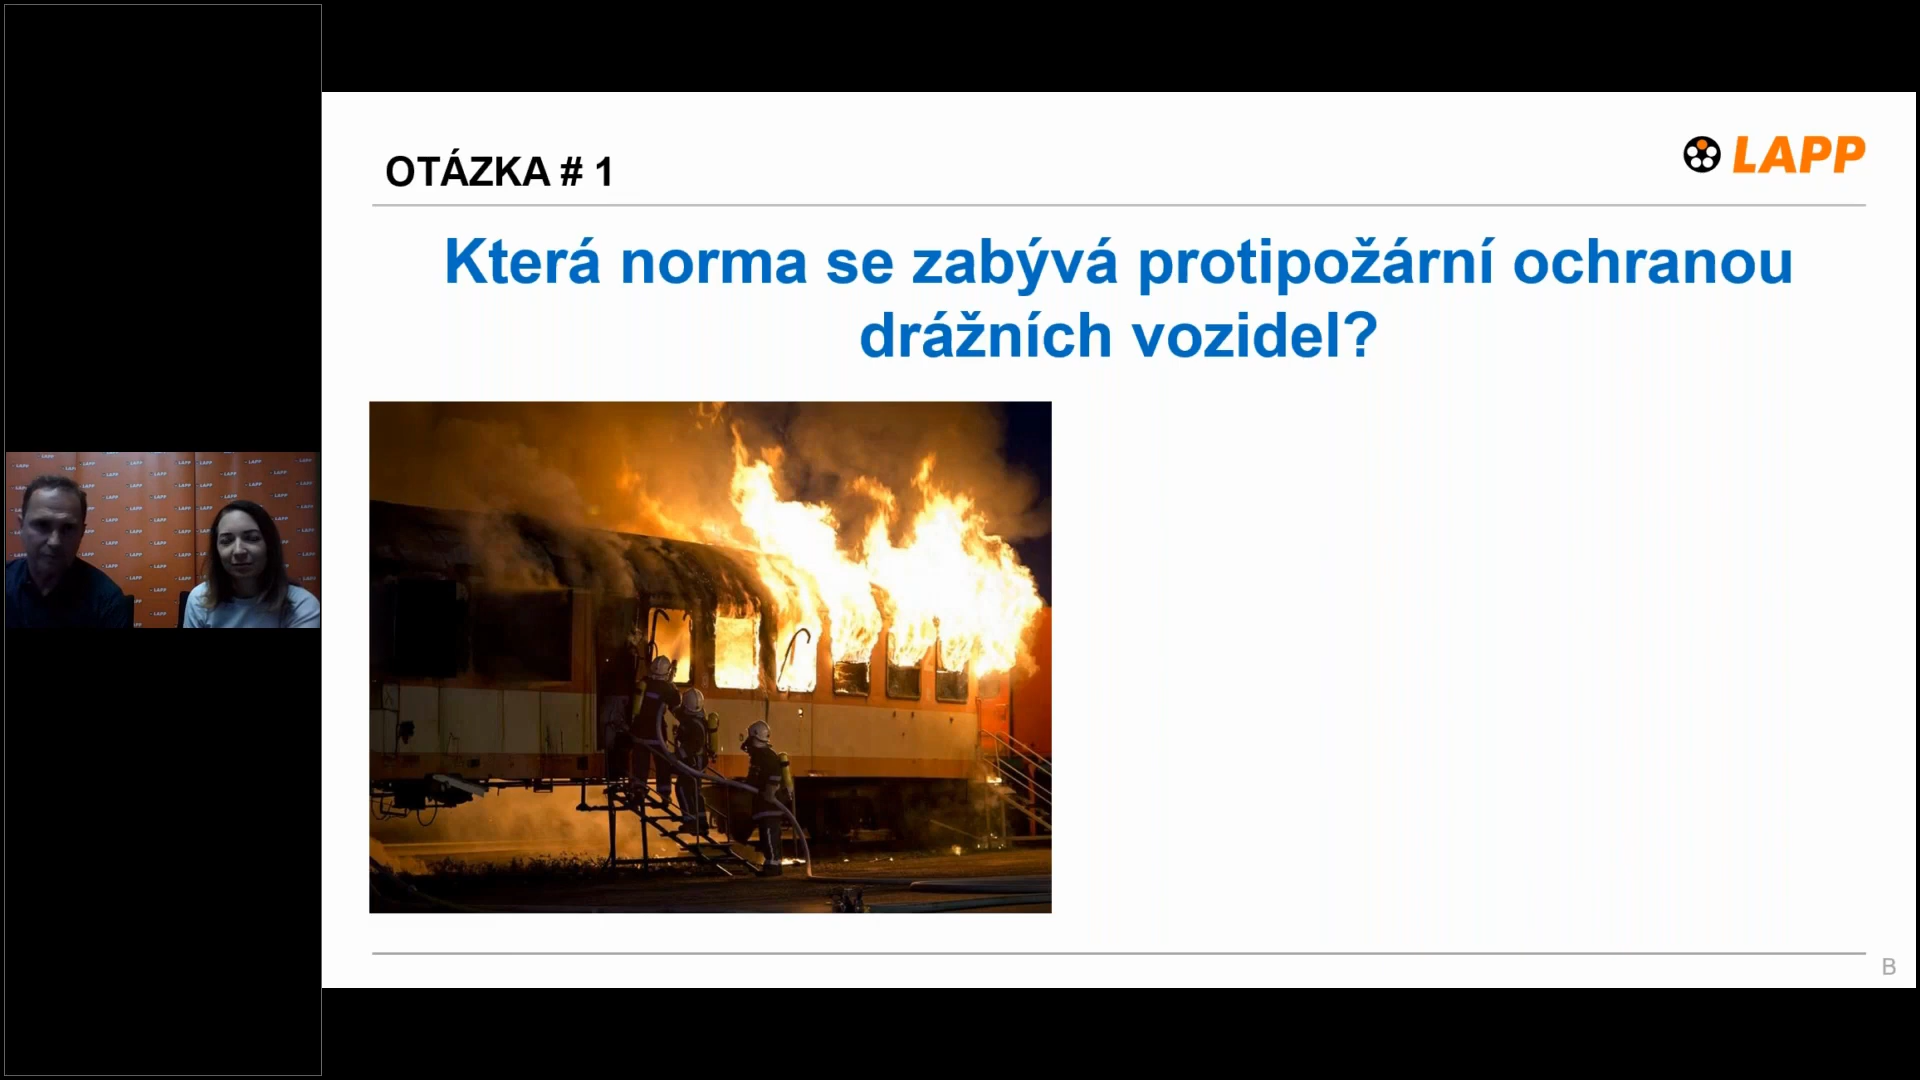 OTÁZKA # 1
LAPP
Která norma se zabývá protipožární ochranou
drážních vozidel?
B